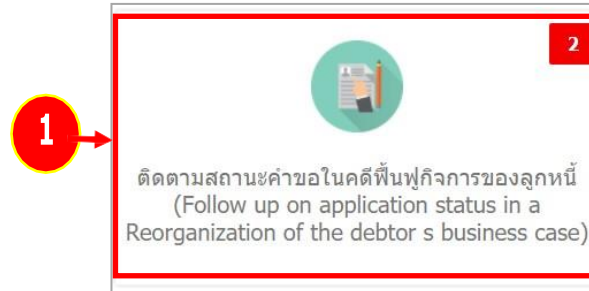 2
1
ติดตามสถานะคำขอในคดีฟื้นฟูกิจการของลูกหนี้
(Follow up on application status in a
Reorganization of the debtor s business case)